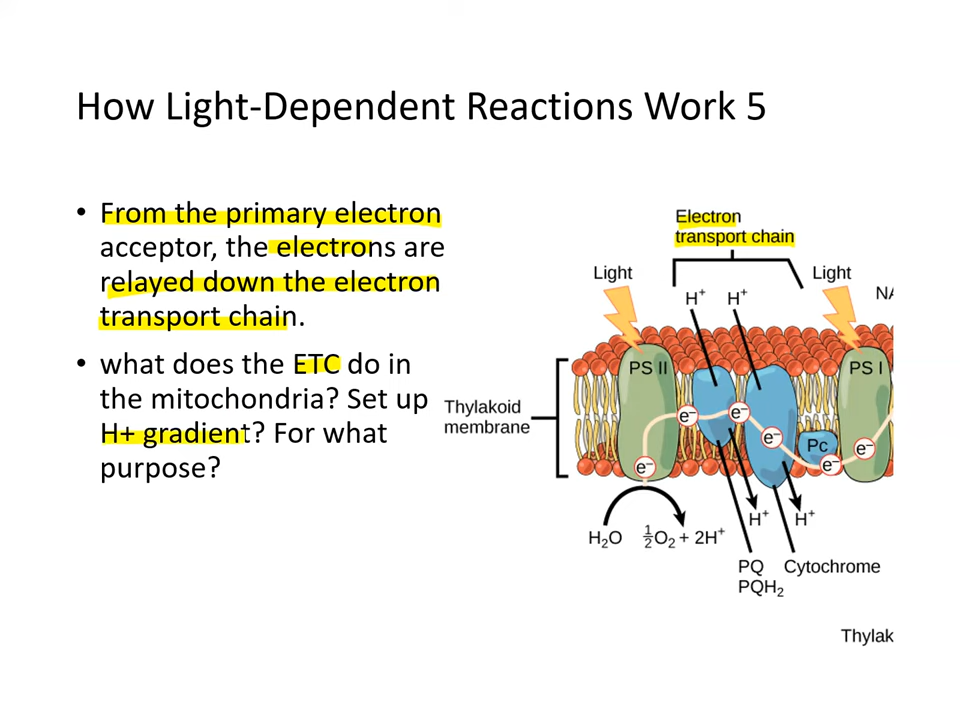 How Light-Dependent Reactions Work 5
• From the primary electron
acceptor, the electrons are
relayed down the electron
transport chain.
• what does the ETC do in
the mitochondria? Set up
H+ gradient? For what
purpose?
Electron
transport chain
Light
Light
H⁺ H⁺
NA
PS II
PS I
Thylakoid
membrane
e⁻
e⁻
e⁻
Pc
e⁻
e⁻
e⁻
H⁺ H⁺
H₂O ½O₂ + 2H⁺
PQ Cytochrome
PQH₂
Thylak